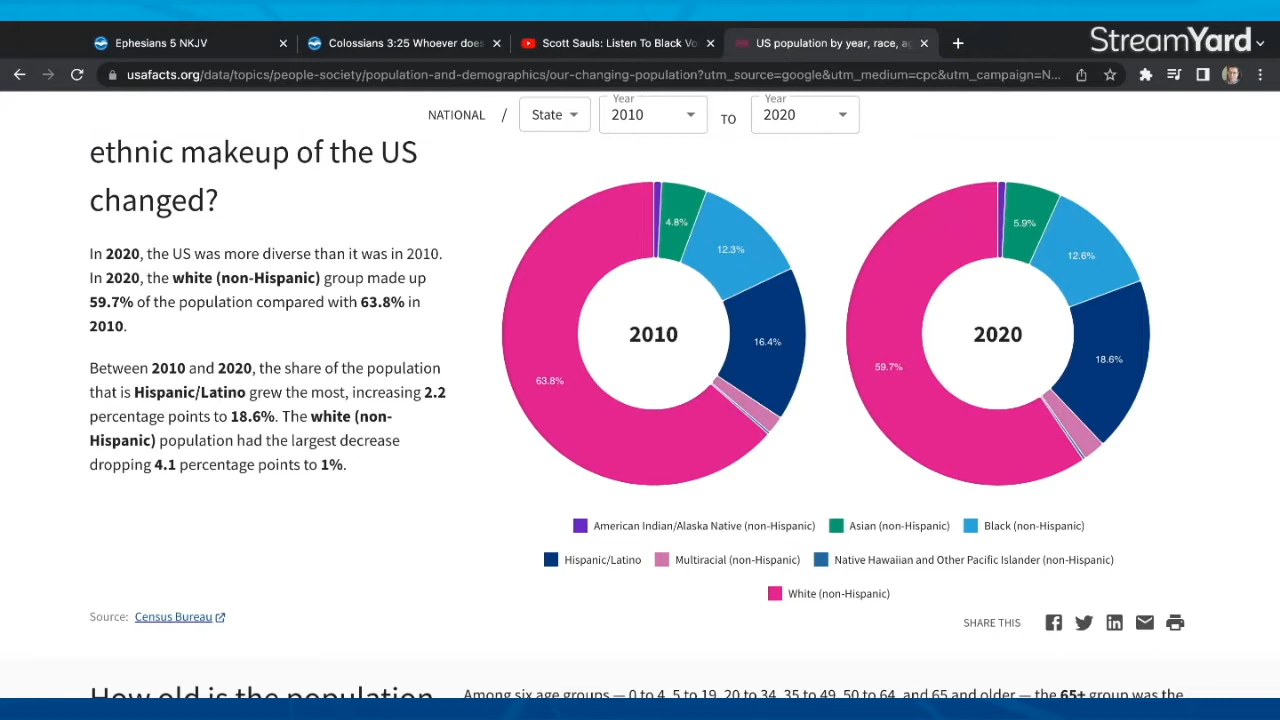 Ephesians 5 NKJV
Colossians 3:25 Whoever does
Scott Sauls: Listen To Black Vo
US population by year, race, ag
StreamYard
usafacts.org/data/topics/people-society/population-and-demographics/our-changing-population?utm_source=google&utm_medium=cpc&utm_campaign=N...
NATIONAL / State Year 2010 TO Year 2020
ethnic makeup of the US
changed?
In 2020, the US was more diverse than it was in 2010.
In 2020, the white (non-Hispanic) group made up
59.7% of the population compared with 63.8% in
2010.
Between 2010 and 2020, the share of the population
that is Hispanic/Latino grew the most, increasing 2.2
percentage points to 18.6%. The white (non-
Hispanic) population had the largest decrease
dropping 4.1 percentage points to 1%.
4.8%
12.3%
16.4%
63.8%
2010
5.9%
12.6%
18.6%
59.7%
2020
American Indian/Alaska Native (non-Hispanic) Asian (non-Hispanic) Black (non-Hispanic)
Hispanic/Latino Multiracial (non-Hispanic) Native Hawaiian and Other Pacific Islander (non-Hispanic)
White (non-Hispanic)
Source: Census Bureau
SHARE THIS
How old is the population
Among six age groups — 0 to 4, 5 to 19, 20 to 34, 35 to 49, 50 to 64, and 65 and older — the 65+ group was the